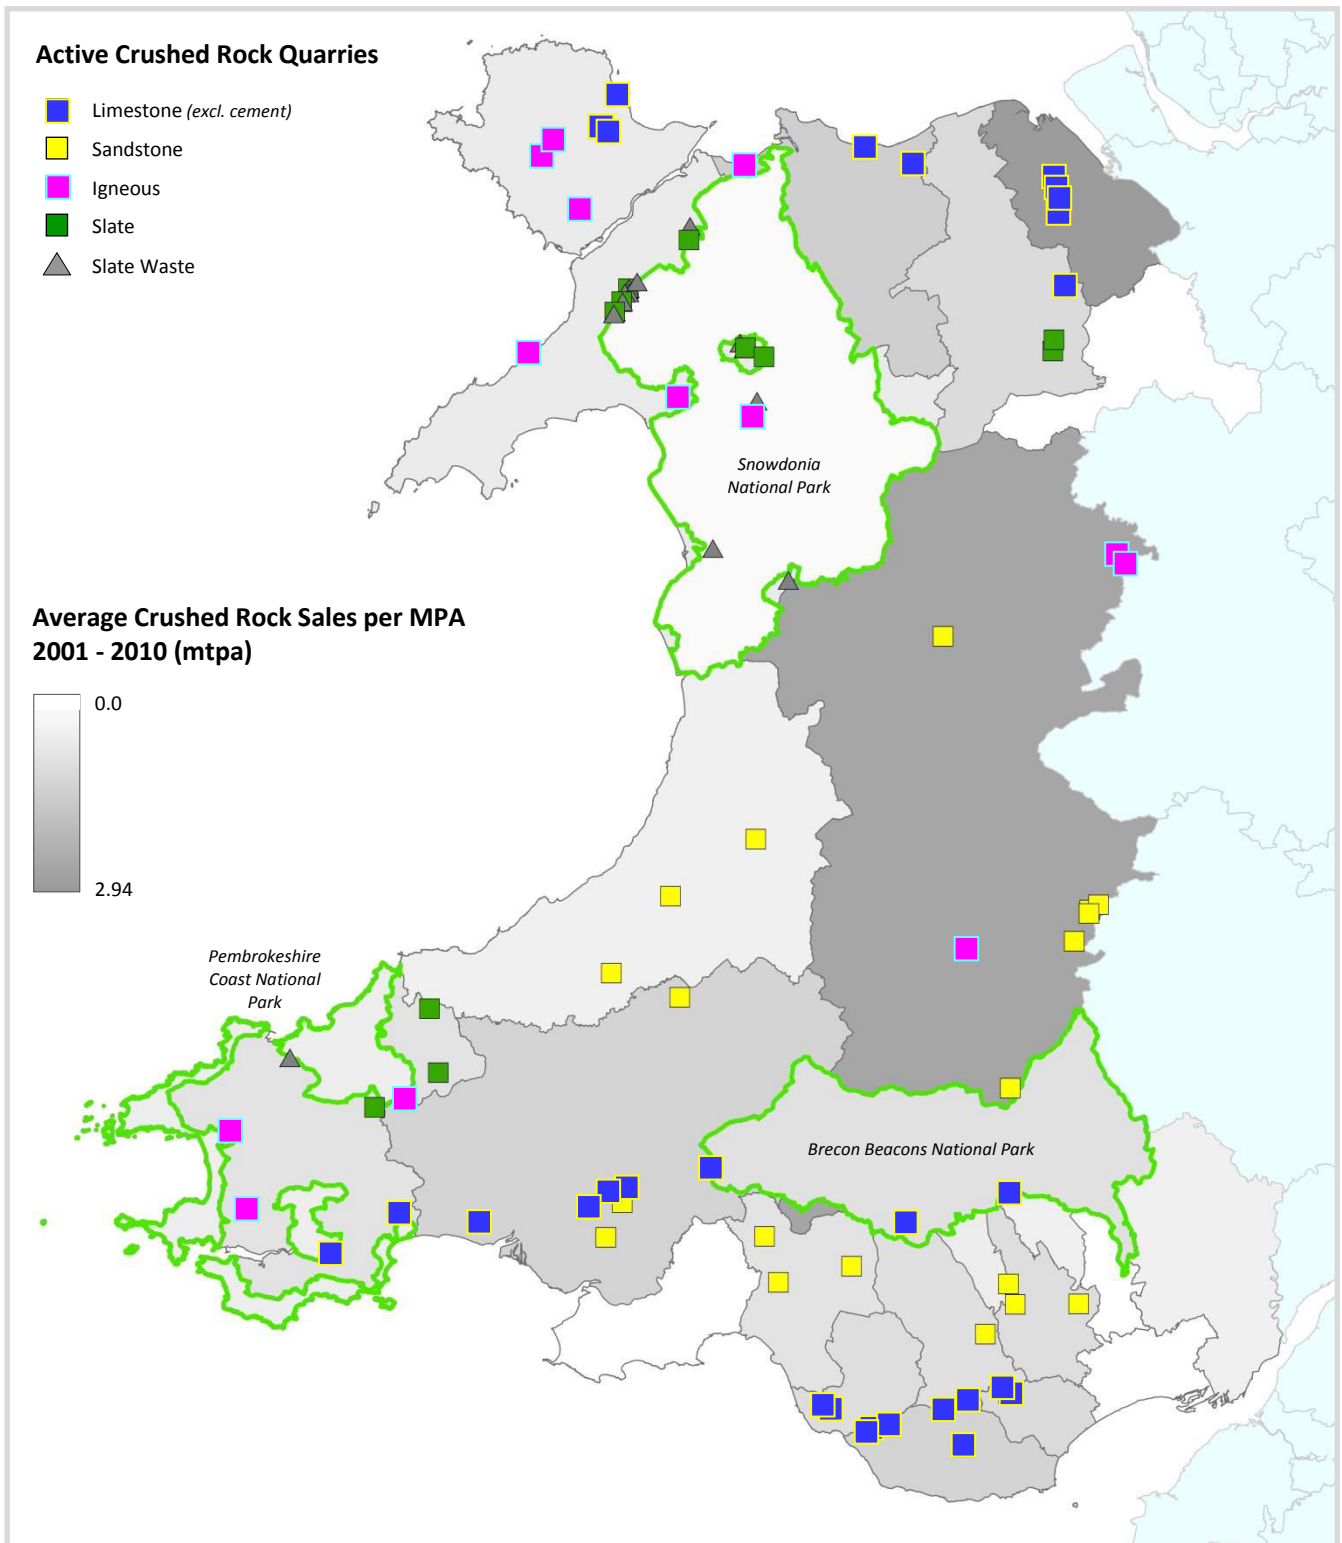 Active Crushed Rock Quarries
Limestone (excl. cement)
Sandstone
Igneous
Slate
Slate Waste
Snowdonia
National Park
Average Crushed Rock Sales per MPA
2001 - 2010 (mtpa)
0.0
2.94
Pembrokeshire
Coast National
Park
Brecon Beacons National Park